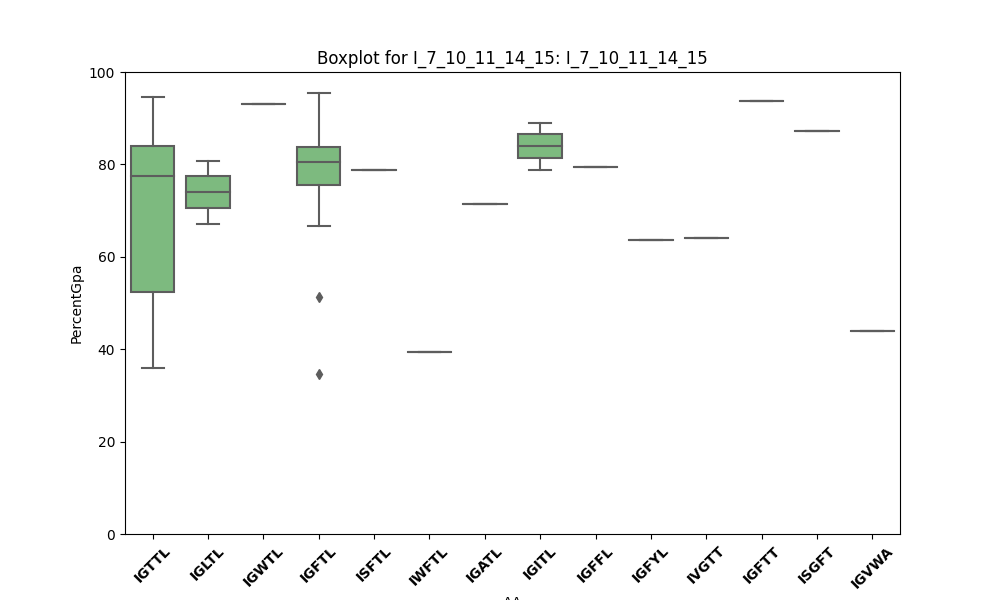 Boxplot for I_7_10_11_14_15: I_7_10_11_14_15
PercentGpa
100
80
60
40
20
0
IGTTL
IGLTL
IGWTL
IGFTL
ISFTL
IWFTL
IGATL
IGITL
IGFFL
IGFYL
IVGTT
IGFTT
ISGFT
IGVWA